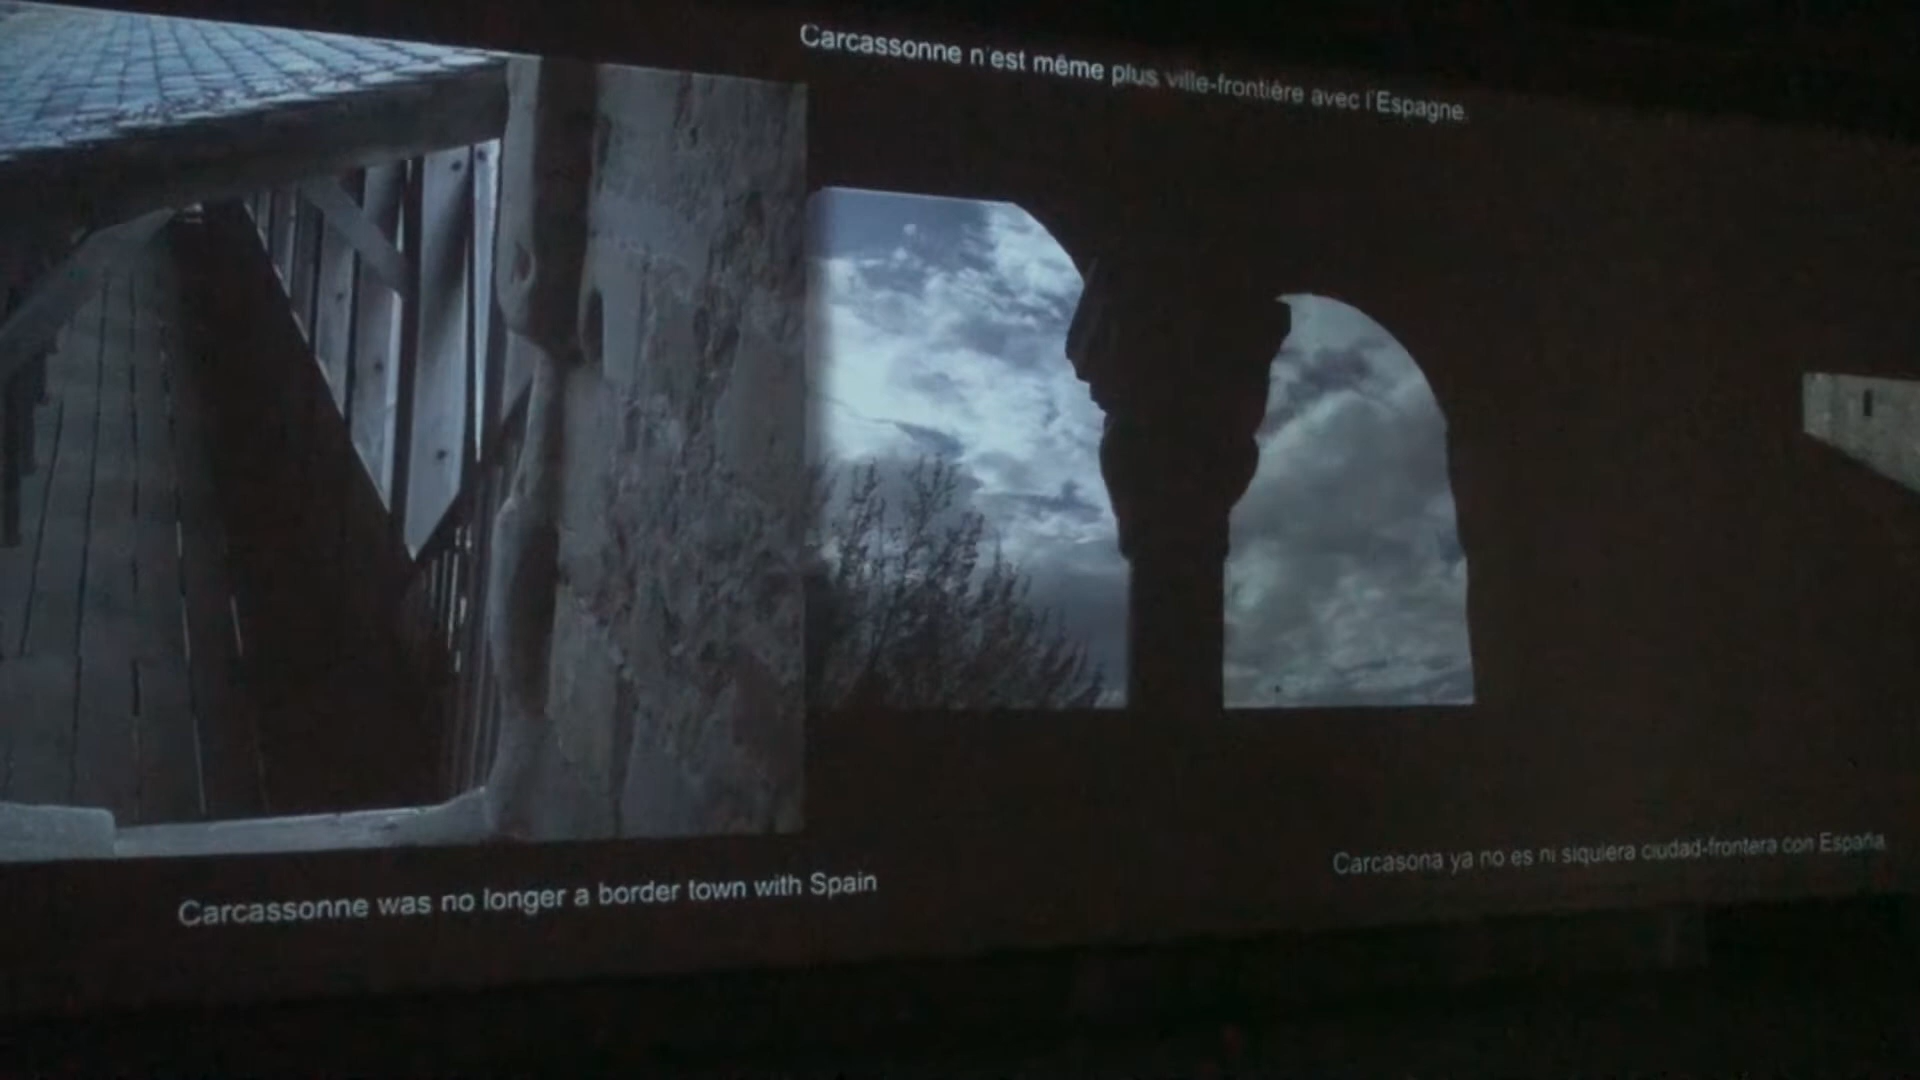 Carcassonne n'est même plus ville-frontière avec l'Espagne.
Carcassonne was no longer a border town with Spain
Carcasona ya no es ni siquiera ciudad-frontera con España